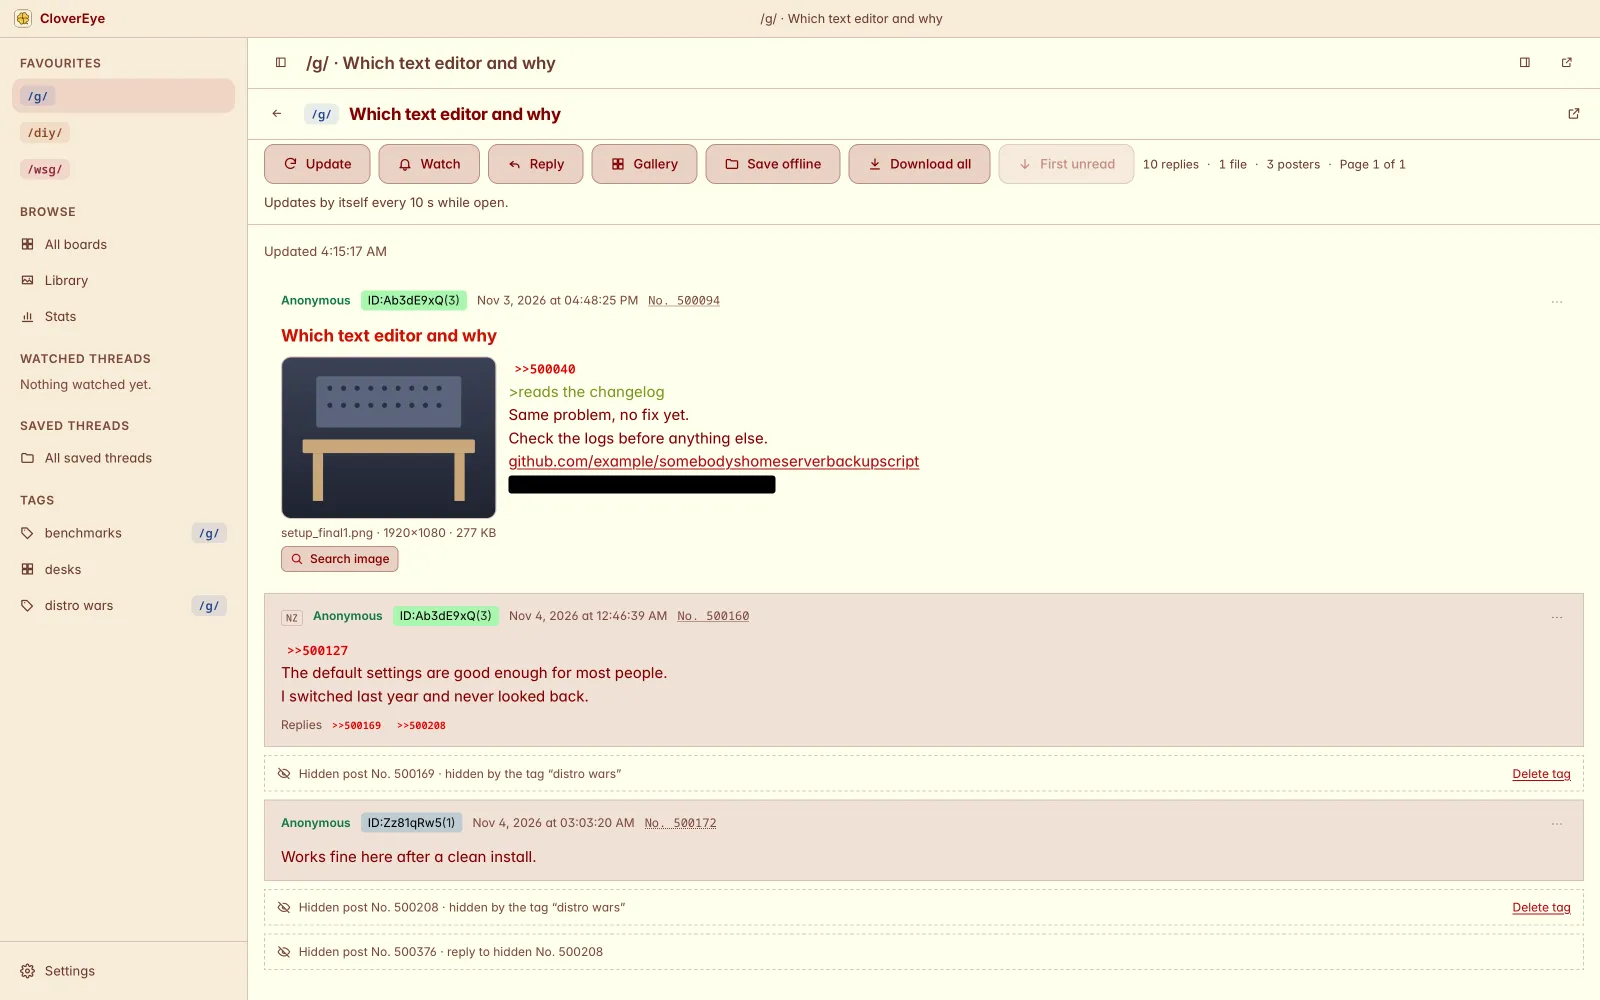 CloverEye
/g/ · Which text editor and why
FAVOURITES
/g/
/diy/
/wsg/
BROWSE
All boards
Library
Stats
WATCHED THREADS
Nothing watched yet.
SAVED THREADS
All saved threads
TAGS
benchmarks /g/
desks
distro wars /g/
Settings
/g/ · Which text editor and why
/g/ Which text editor and why
Update Watch Reply Gallery Save offline Download all First unread 10 replies · 1 file · 3 posters · Page 1 of 1
Updates by itself every 10 s while open.
Updated 4:15:17 AM
Anonymous ID:Ab3dE9xQ(3) Nov 3, 2026 at 04:48:25 PM No. 500094 ...
Which text editor and why
>>500040
>reads the changelog
Same problem, no fix yet.
Check the logs before anything else.
github.com/example/somebodyshomeserverbackupscript
setup_final1.png · 1920×1080 · 277 KB
Search image
NZ Anonymous ID:Ab3dE9xQ(3) Nov 4, 2026 at 12:46:39 AM No. 500160 ...
>>500127
The default settings are good enough for most people.
I switched last year and never looked back.
Replies >>500169 >>500208
Hidden post No. 500169 · hidden by the tag “distro wars” Delete tag
Anonymous ID:Zz81qRw5(1) Nov 4, 2026 at 03:03:20 AM No. 500172 ...
Works fine here after a clean install.
Hidden post No. 500208 · hidden by the tag “distro wars” Delete tag
Hidden post No. 500376 · reply to hidden No. 500208